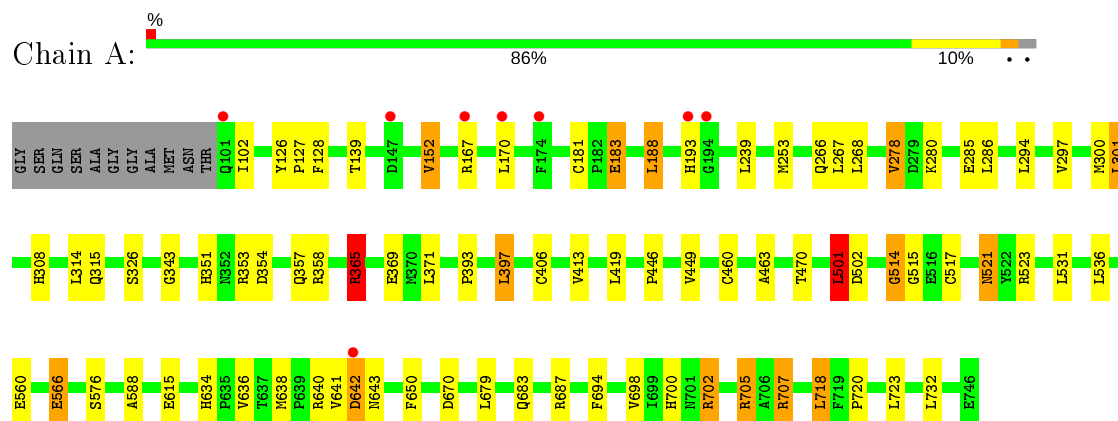 %
Chain A:
86% 10% • •
GLY SER GLN SER ALA GLY GLY ALA MET ASN THR Q101 I102 Y126 P127 F128 T139 D147 V152 R167 L170 F174 C181 P182 E183 L188 H193 G194 L239 M253 Q266 L267 L268 V278 D279 K280 E285 L286 L294 V297 M300 L301
H308 L314 Q315 S326 G343 H351 N352 R353 D354 Q357 R358 R365 E369 M370 L371 P393 L397 C406 V413 L419 P446 V449 C460 A463 T470 L501 D502 G514 G515 E516 C517 N521 Y522 R523 L531 L536
E560 E566 S576 A588 E615 H634 P635 V636 T637 M638 P639 R640 V641 D642 N643 F650 D670 L679 Q683 R687 F694 V698 I699 H700 N701 R702 R705 A706 R707 L718 F719 P720 L723 L732 E746